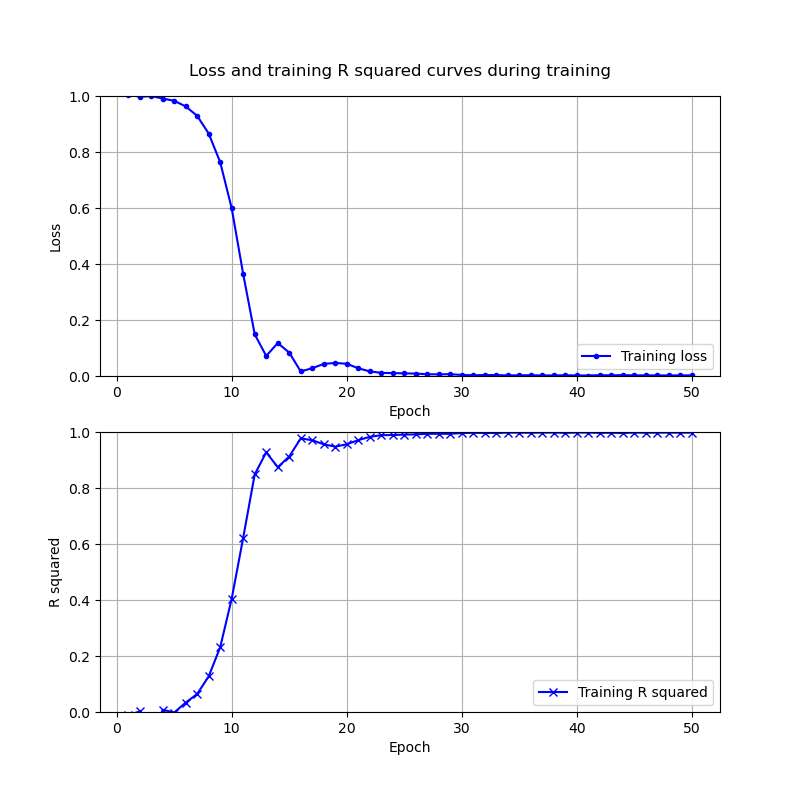 Loss and training R squared curves during training
1.0
0.8
0.6
0.4
0.2
0.0
Loss
Training loss
0 10 20 30 40 50
Epoch
1.0
0.8
0.6
0.4
0.2
0.0
R squared
Training R squared
0 10 20 30 40 50
Epoch